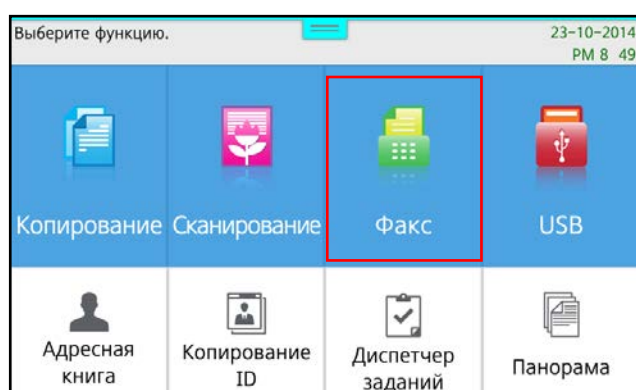 Выберите функцию.
23-10-2014
PM 8 49
Копирование
Сканирование
Факс
USB
Адресная
книга
Копирование
ID
Диспетчер
заданий
Панорама